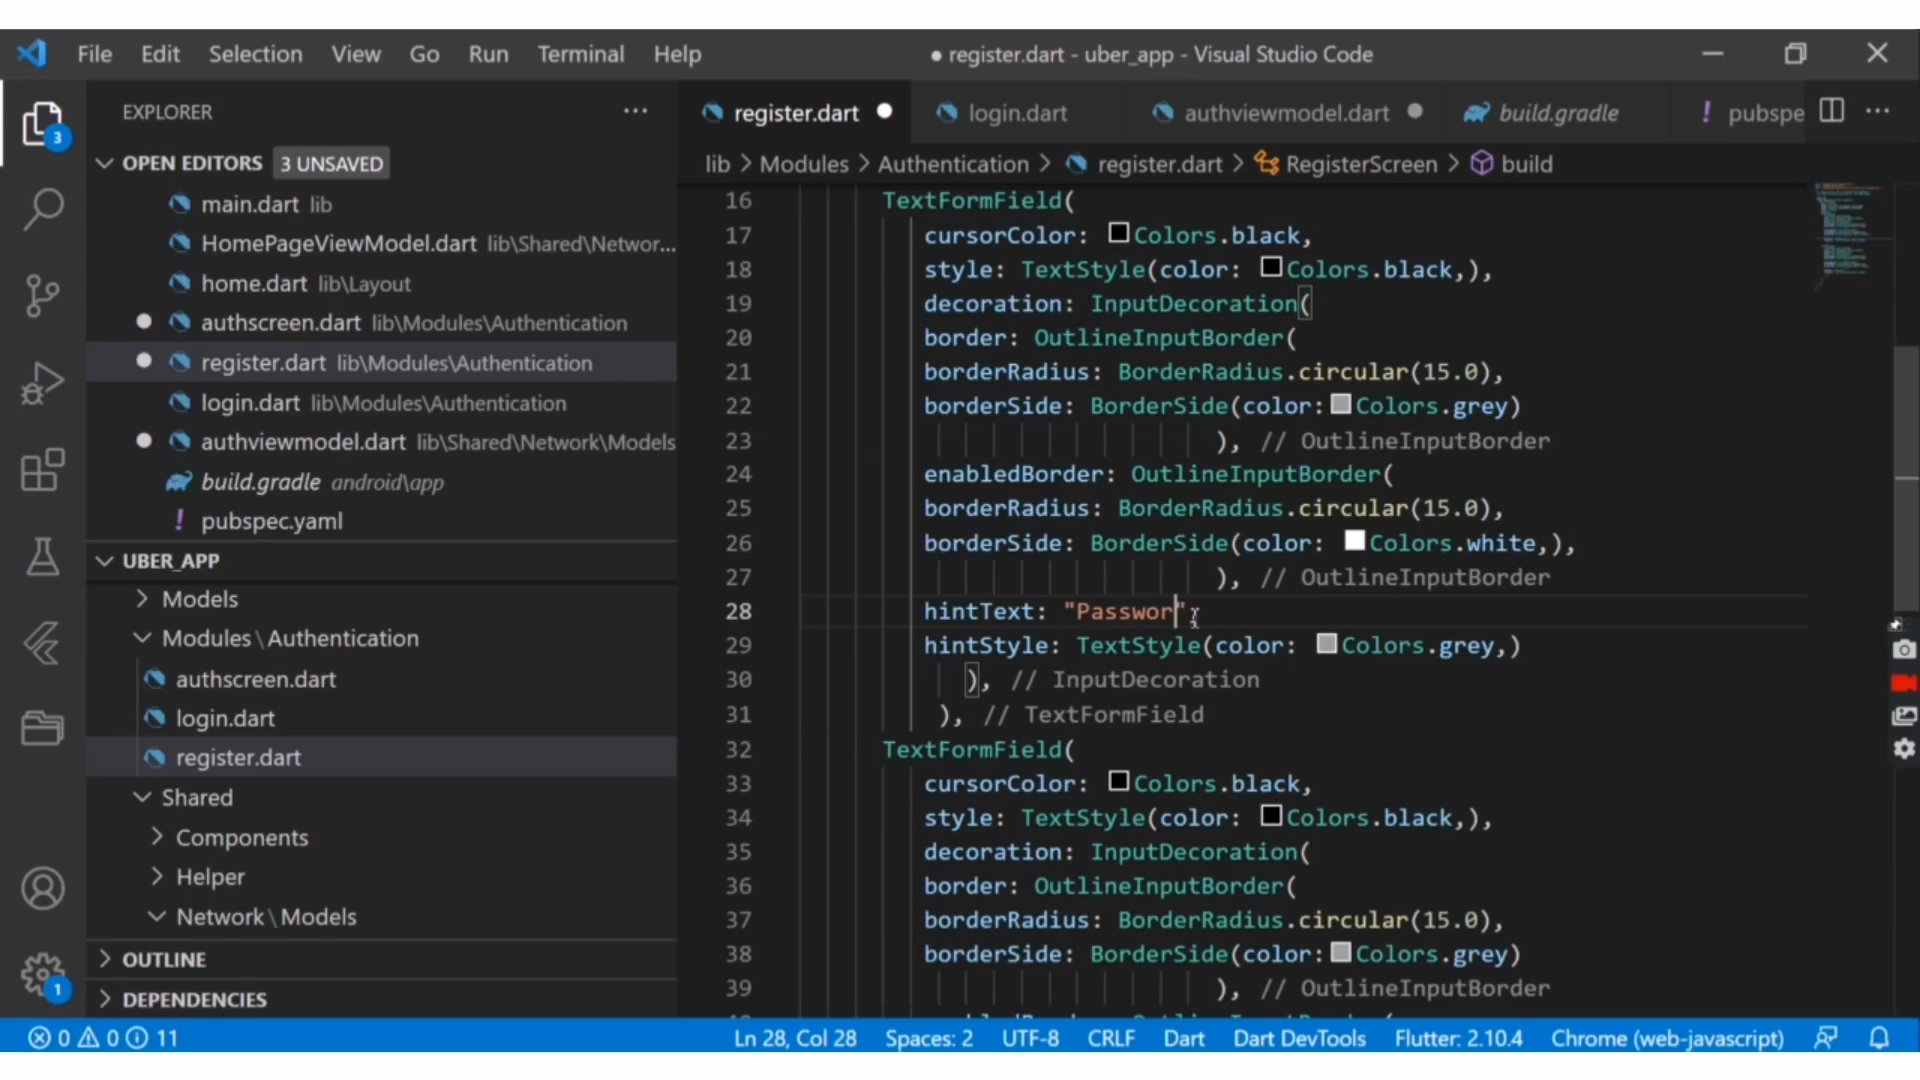 File Edit Selection View Go Run Terminal Help ● register.dart - uber_app - Visual Studio Code
EXPLORER
register.dart login.dart authviewmodel.dart build.gradle ! pubspe
3
OPEN EDITORS 3 UNSAVED
lib > Modules > Authentication > register.dart > RegisterScreen > build
main.dart lib
HomePageViewModel.dart lib\Shared\Networ...
home.dart lib\Layout
authscreen.dart lib\Modules\Authentication
register.dart lib\Modules\Authentication
login.dart lib\Modules\Authentication
authviewmodel.dart lib\Shared\Network\Models
build.gradle android\app
! pubspec.yaml
UBER_APP
Models
Modules \ Authentication
authscreen.dart
login.dart
register.dart
Shared
Components
Helper
Network \ Models
OUTLINE
1
DEPENDENCIES
16 TextFormField(
17 cursorColor: Colors.black,
18 style: TextStyle(color: Colors.black,),
19 decoration: InputDecoration(
20 border: OutlineInputBorder(
21 borderRadius: BorderRadius.circular(15.0),
22 borderSide: BorderSide(color: Colors.grey)
23 ), // OutlineInputBorder
24 enabledBorder: OutlineInputBorder(
25 borderRadius: BorderRadius.circular(15.0),
26 borderSide: BorderSide(color: Colors.white,),
27 ), // OutlineInputBorder
28 hintText: "Passwor",
29 hintStyle: TextStyle(color: Colors.grey,)
30 ), // InputDecoration
31 ), // TextFormField
32 TextFormField(
33 cursorColor: Colors.black,
34 style: TextStyle(color: Colors.black,),
35 decoration: InputDecoration(
36 border: OutlineInputBorder(
37 borderRadius: BorderRadius.circular(15.0),
38 borderSide: BorderSide(color: Colors.grey)
39 ), // OutlineInputBorder
0 0 11 Ln 28, Col 28 Spaces: 2 UTF-8 CRLF Dart Dart DevTools Flutter: 2.10.4 Chrome (web-javascript)